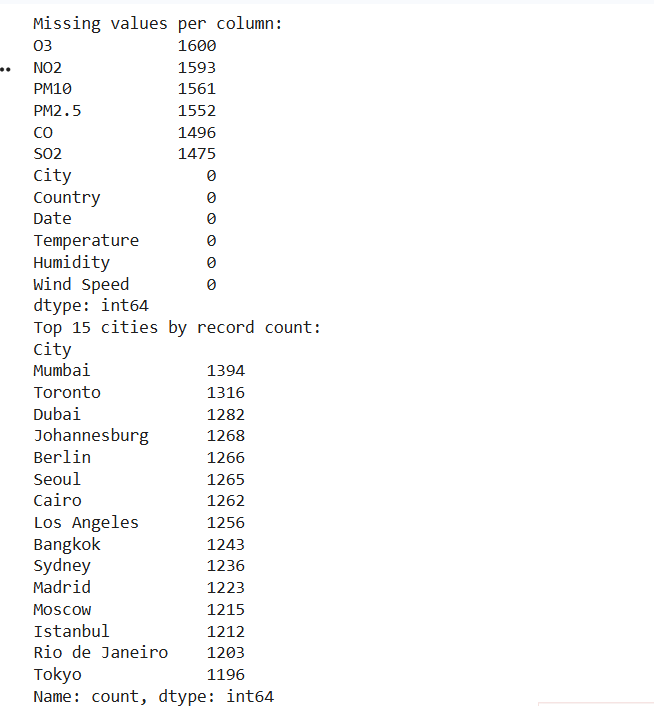 Missing values per column:
O3 1600
NO2 1593
PM10 1561
PM2.5 1552
CO 1496
SO2 1475
City 0
Country 0
Date 0
Temperature 0
Humidity 0
Wind Speed 0
dtype: int64
Top 15 cities by record count:
City
Mumbai 1394
Toronto 1316
Dubai 1282
Johannesburg 1268
Berlin 1266
Seoul 1265
Cairo 1262
Los Angeles 1256
Bangkok 1243
Sydney 1236
Madrid 1223
Moscow 1215
Istanbul 1212
Rio de Janeiro 1203
Tokyo 1196
Name: count, dtype: int64